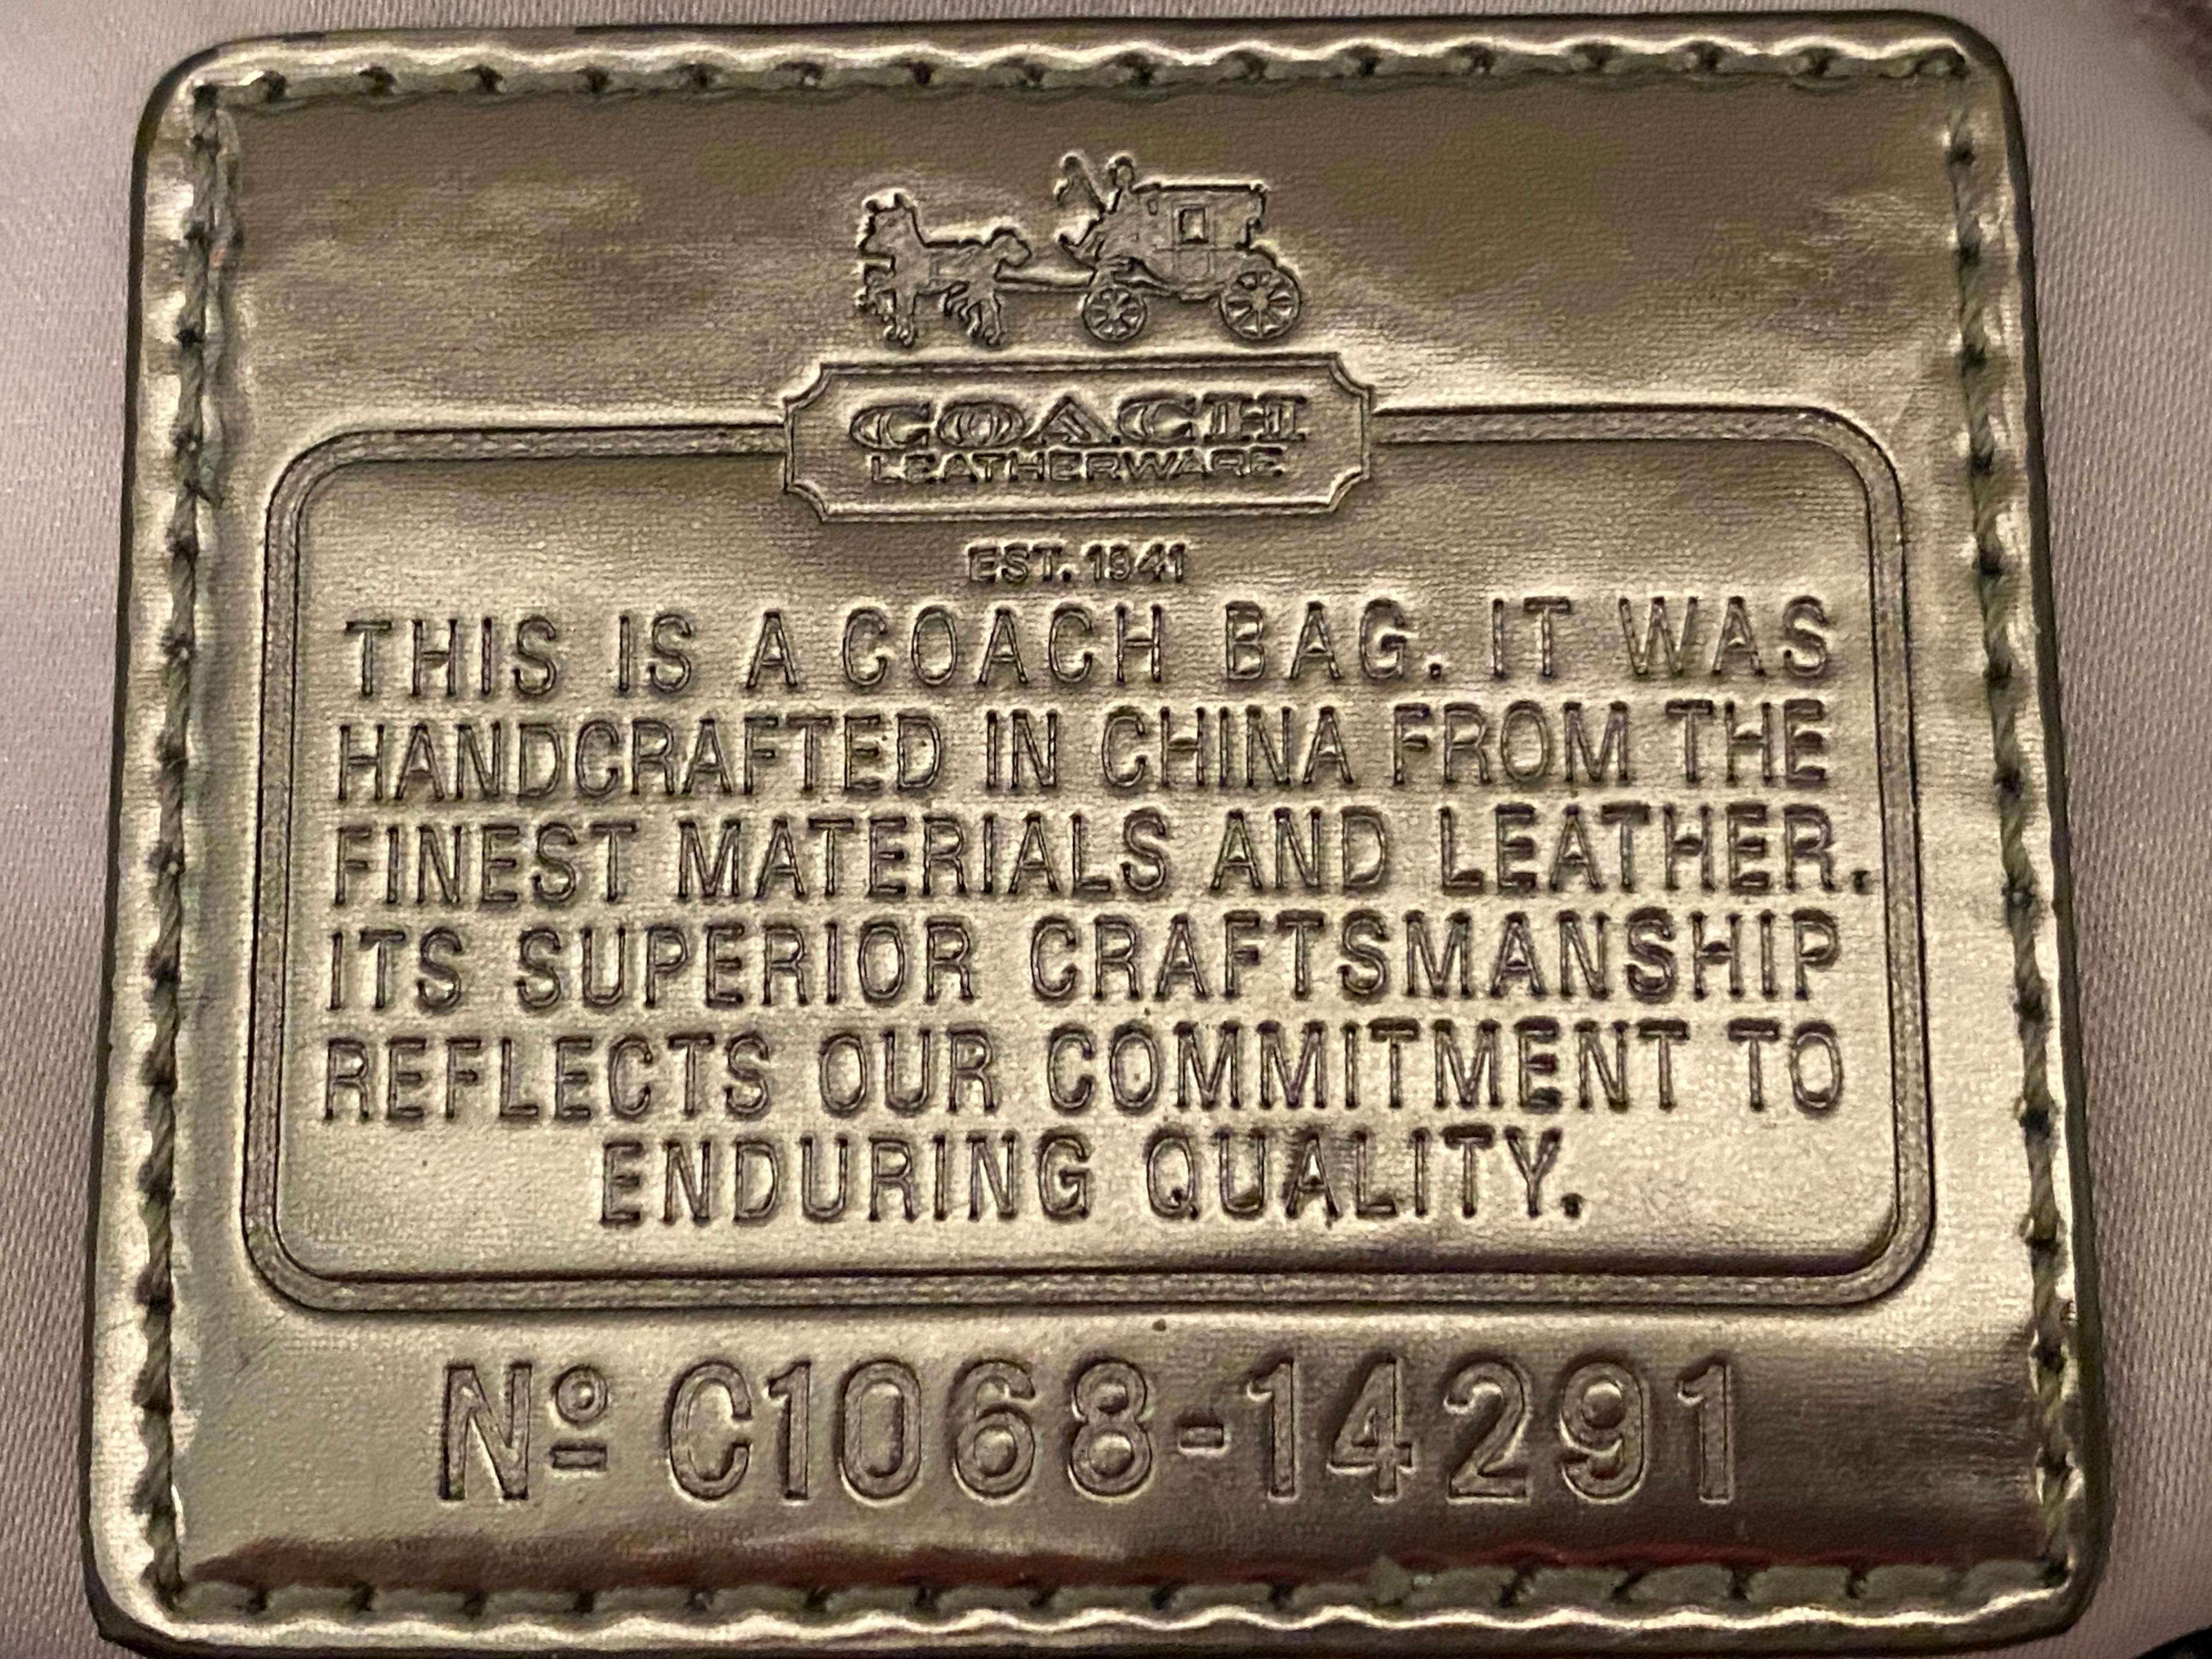 COACH
LEATHERWARE
EST. 1941
THIS IS A COACH BAG. IT WAS
HANDCRAFTED IN CHINA FROM THE
FINEST MATERIALS AND LEATHER.
ITS SUPERIOR CRAFTSMANSHIP
REFLECTS OUR COMMITMENT TO
ENDURING QUALITY.
Nº C1068-14291